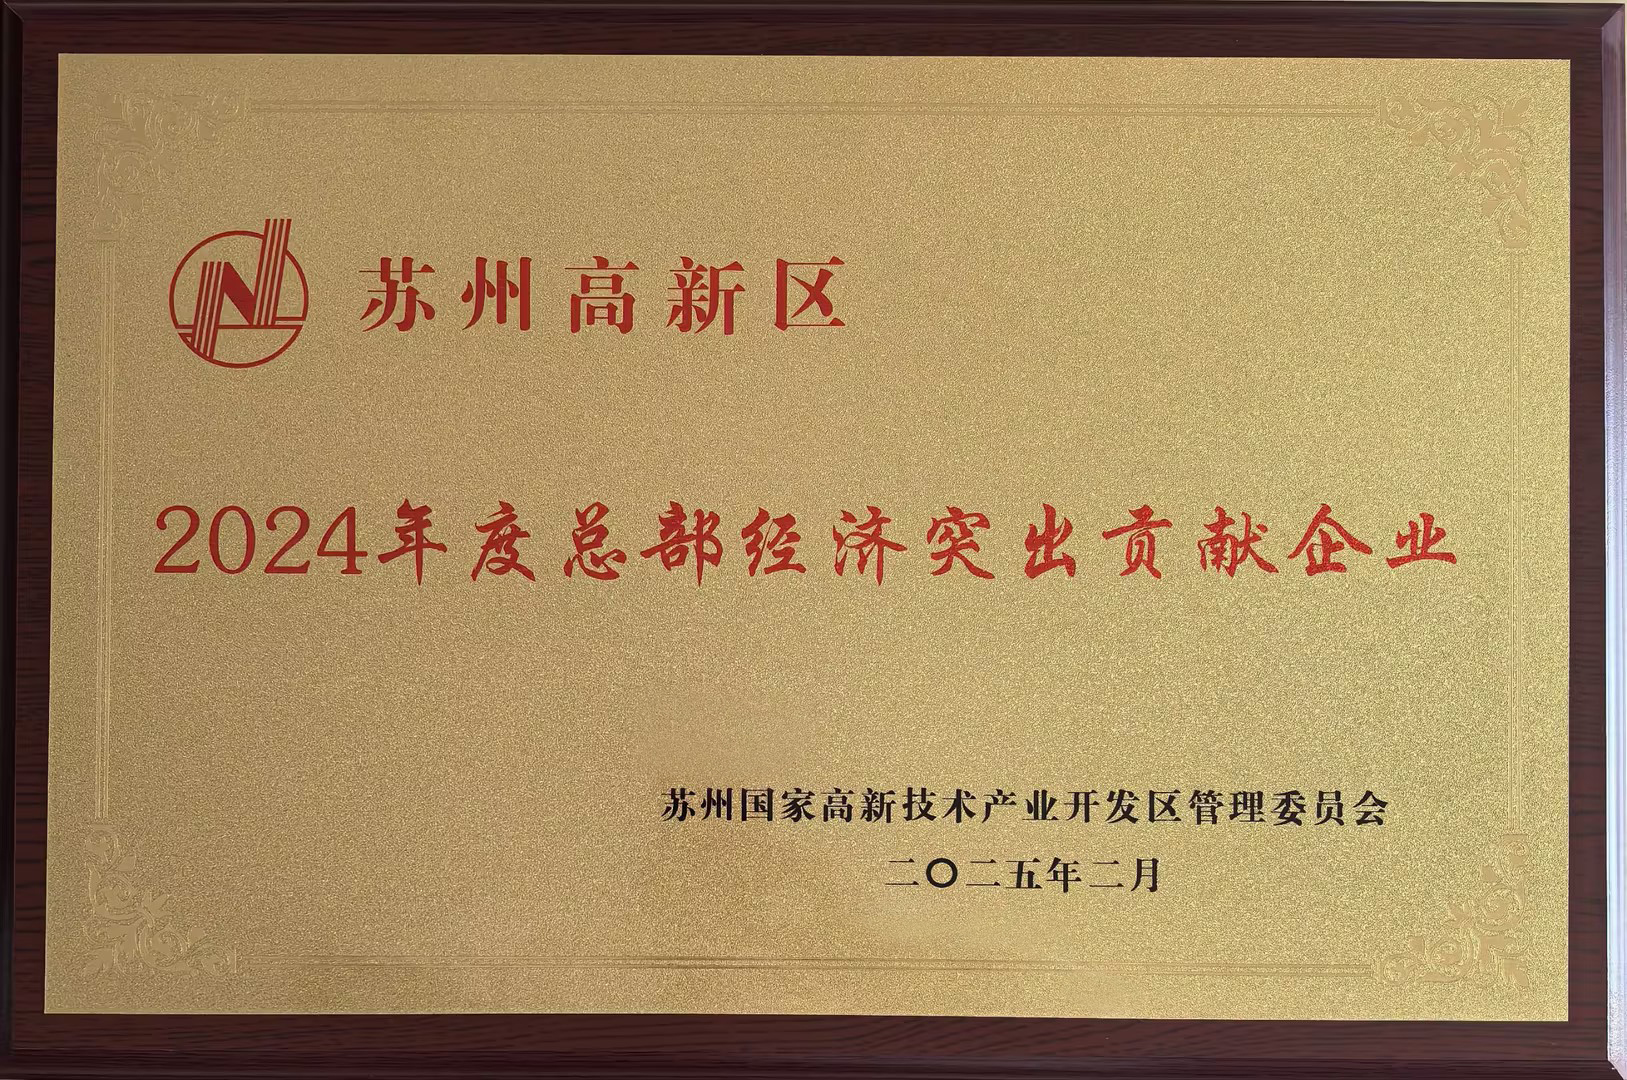 苏州高新区
2024年度总部经济突出贡献企业
苏州国家高新技术产业开发区管理委员会
二〇二五年二月